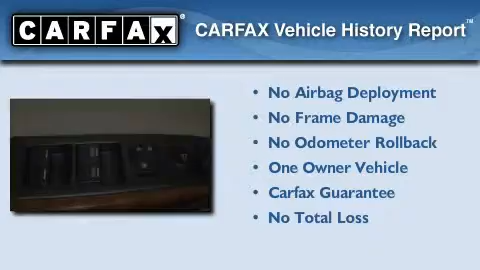 CARFAX® CARFAX Vehicle History Report™
• No Airbag Deployment
• No Frame Damage
• No Odometer Rollback
• One Owner Vehicle
• Carfax Guarantee
• No Total Loss